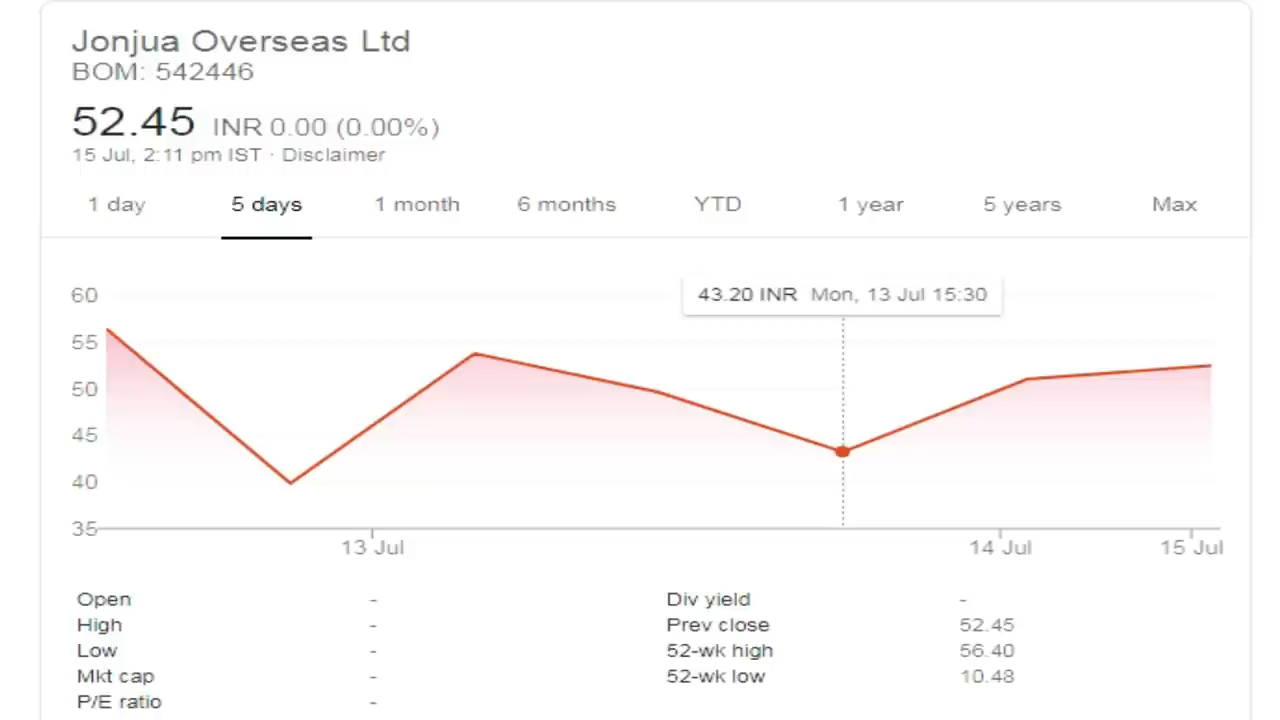 Jonjua Overseas Ltd
BOM: 542446
52.45 INR 0.00 (0.00%)
15 Jul, 2:11 pm IST · Disclaimer
1 day 5 days 1 month 6 months YTD 1 year 5 years Max
43.20 INR Mon, 13 Jul 15:30
60
55
50
45
40
35
13 Jul 14 Jul 15 Jul
Open - Div yield -
High - Prev close 52.45
Low - 52-wk high 56.40
Mkt cap - 52-wk low 10.48
P/E ratio -